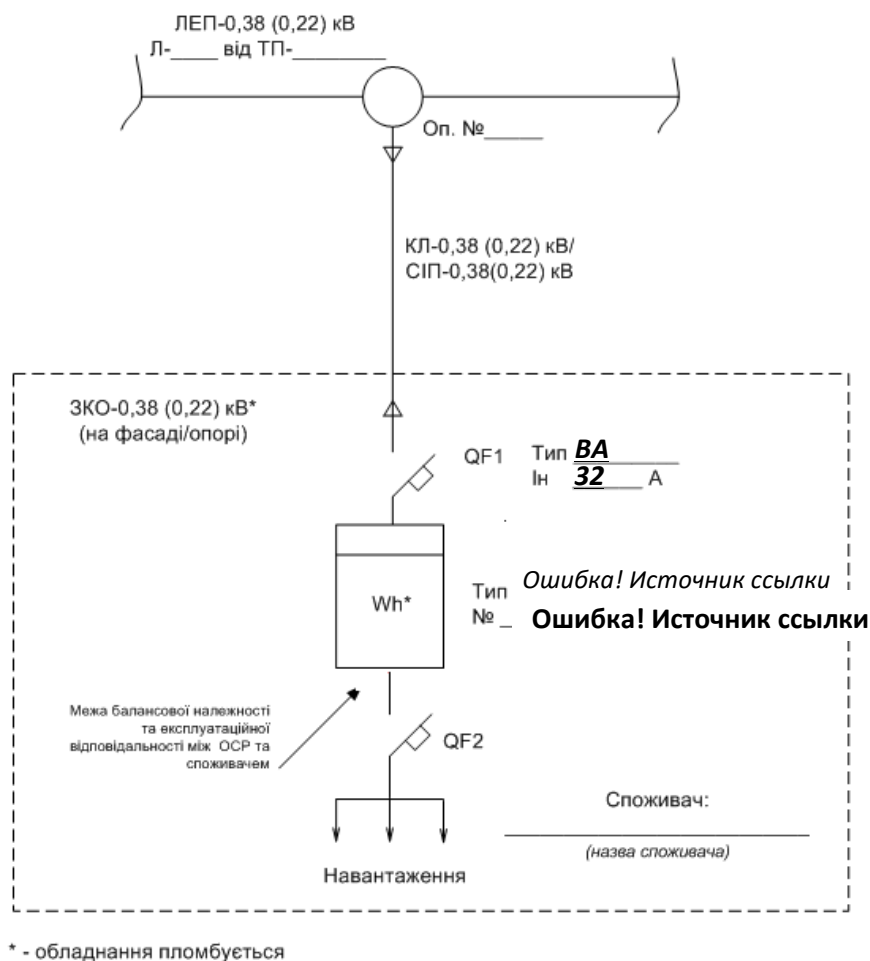 ЛЕП-0,38 (0,22) кВ
Л-____ від ТП-________
Оп. №_____
КЛ-0,38 (0,22) кВ/
СІП-0,38(0,22) кВ
ЗКО-0,38 (0,22) кВ*
(на фасаді/опорі)
QF1
Тип ВА______
Ін 32___ А
Wh*
Тип Ошибка! Источник ссылки
№ _ Ошибка! Источник ссылки
Межа балансової належності
та експлуатаційної
відповідальності між ОСР та
споживачем
QF2
Споживач:
(назва споживача)
Навантаження
* - обладнання пломбується